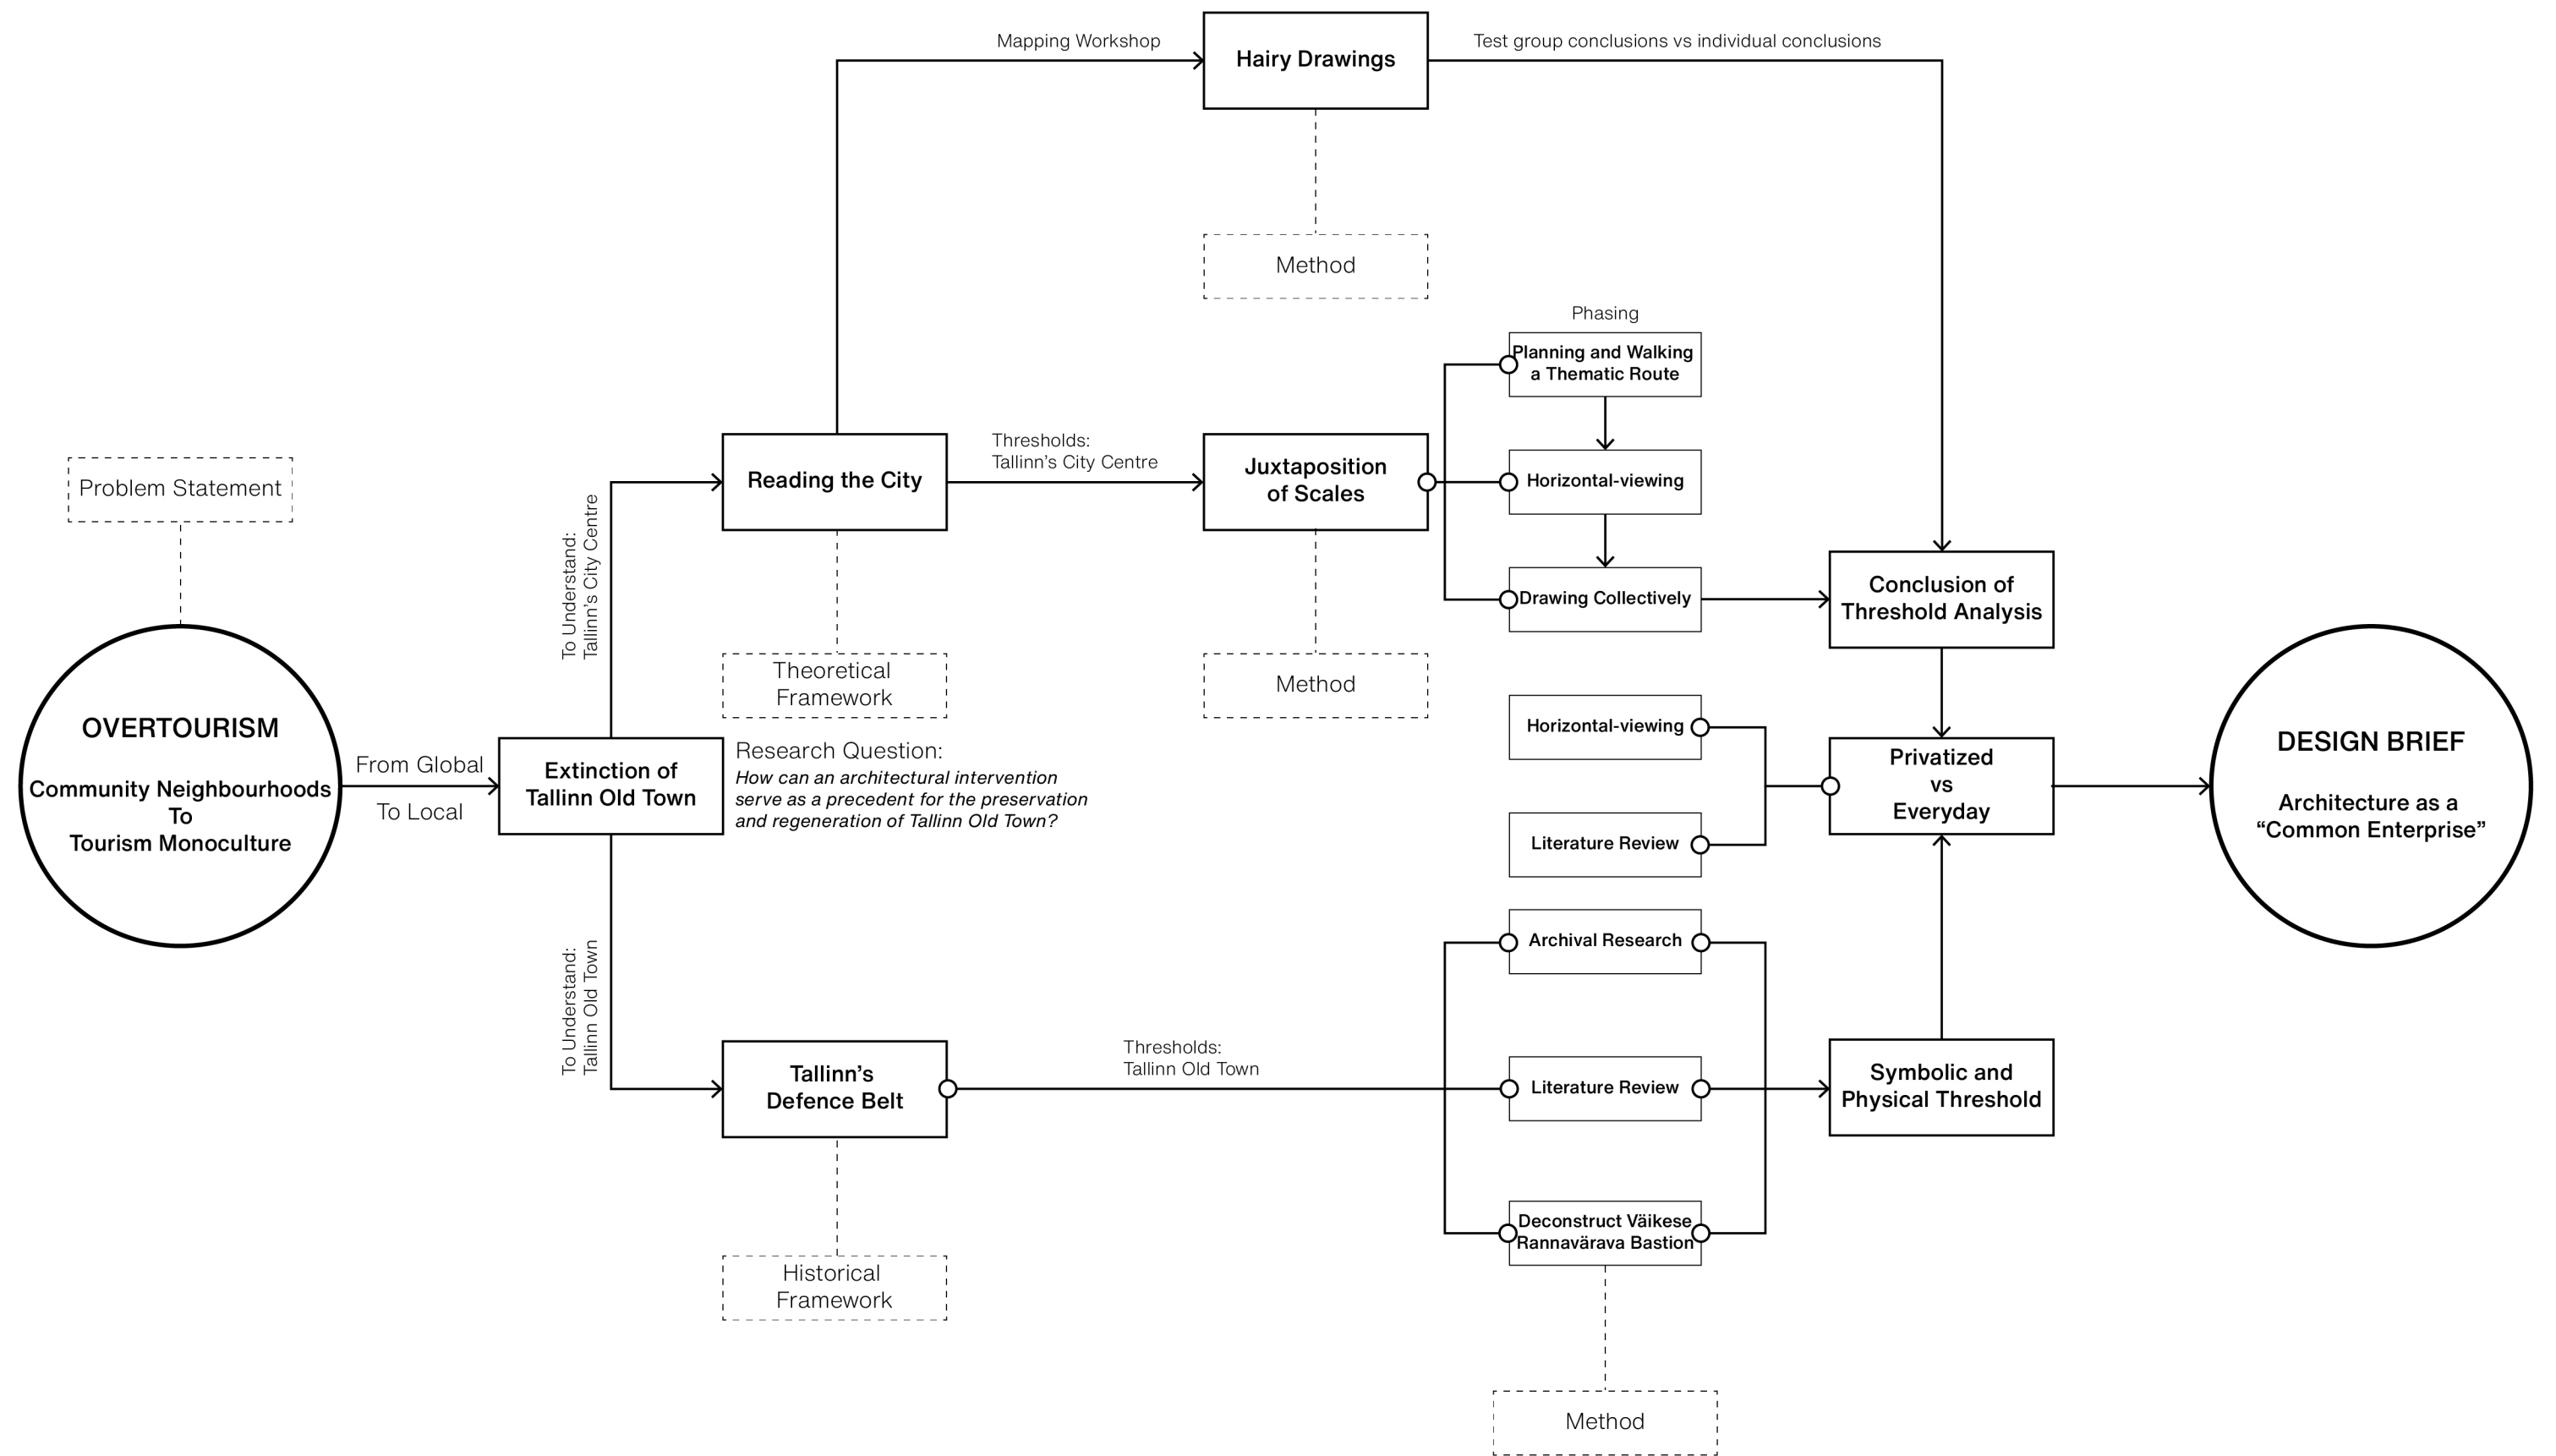 Mapping Workshop
Hairy Drawings
Test group conclusions vs individual conclusions
Method
Phasing
Planning and Walking
a Thematic Route
Horizontal-viewing
Drawing Collectively
Problem Statement
Reading the City
Thresholds:
Tallinn's City Centre
Juxtaposition
of Scales
To Understand:
Tallinn's City Centre
Theoretical
Framework
Method
Conclusion of
Threshold Analysis
OVERTOURISM
Community Neighbourhoods
To
Tourism Monoculture
From Global
To Local
Extinction of
Tallinn Old Town
Research Question:
How can an architectural intervention
serve as a precedent for the preservation
and regeneration of Tallinn Old Town?
Horizontal-viewing
Literature Review
Privatized
vs
Everyday
DESIGN BRIEF
Architecture as a
“Common Enterprise”
To Understand:
Tallinn Old Town
Tallinn's
Defence Belt
Thresholds:
Tallinn Old Town
Archival Research
Literature Review
Deconstruct Väikese
Rannavärava Bastion
Symbolic and
Physical Threshold
Historical
Framework
Method